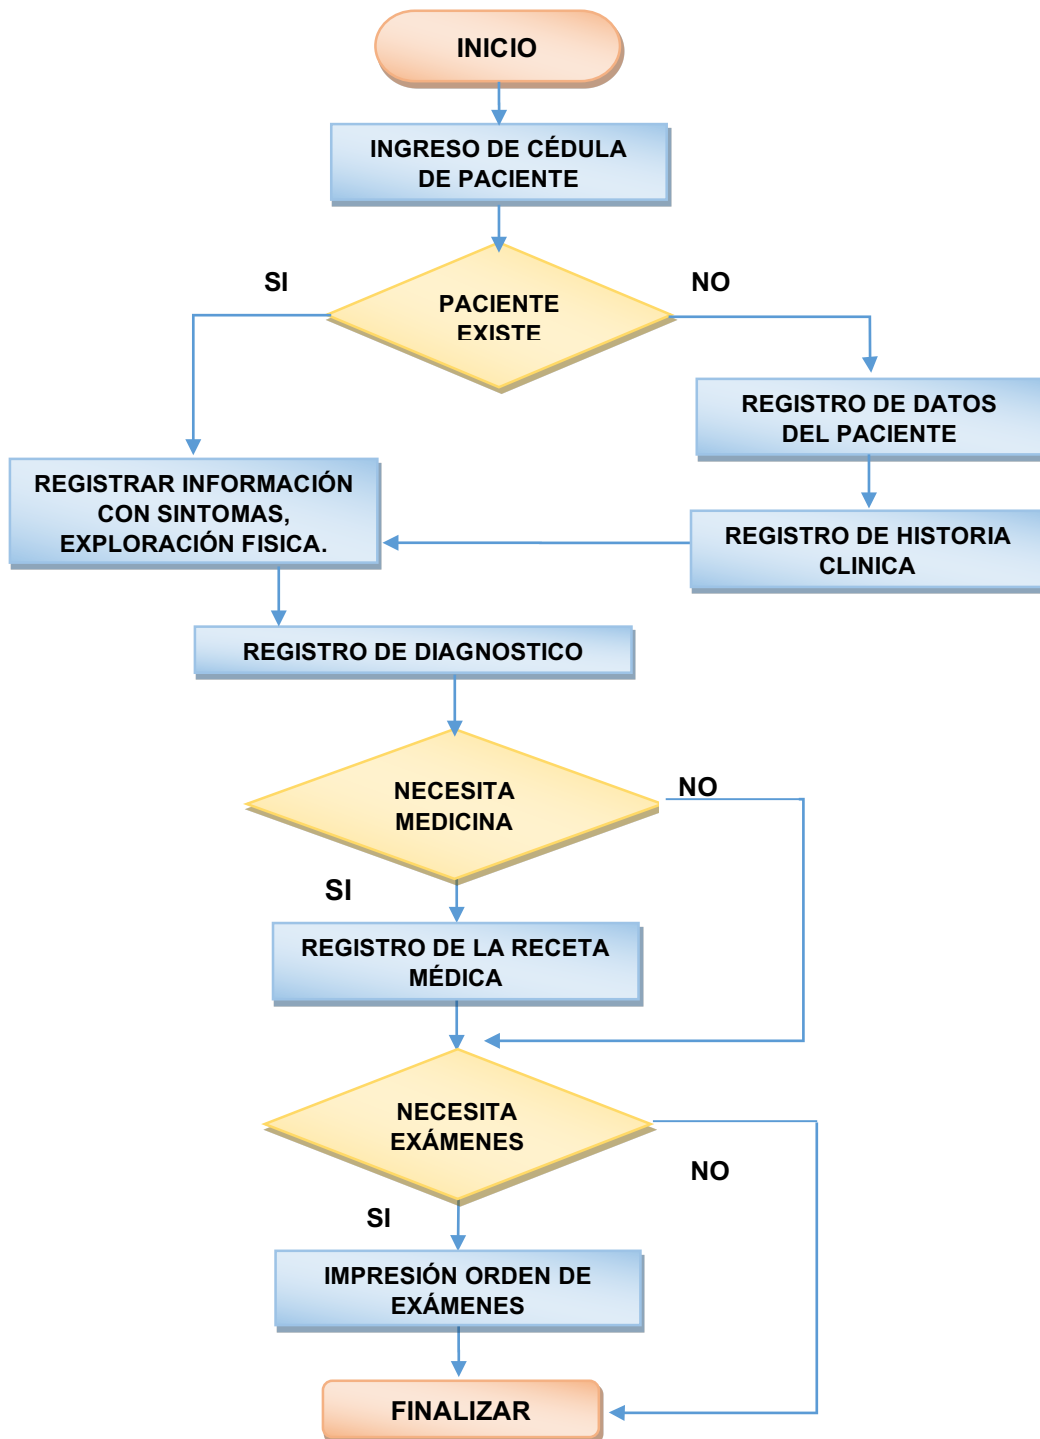 INICIO
INGRESO DE CÉDULA
DE PACIENTE
SI
NO
PACIENTE
EXISTE
REGISTRO DE DATOS
DEL PACIENTE
REGISTRAR INFORMACIÓN
CON SINTOMAS,
EXPLORACIÓN FISICA.
REGISTRO DE HISTORIA
CLINICA
REGISTRO DE DIAGNOSTICO
NECESITA
MEDICINA
NO
SI
REGISTRO DE LA RECETA
MÉDICA
NECESITA
EXÁMENES
NO
SI
IMPRESIÓN ORDEN DE
EXÁMENES
FINALIZAR